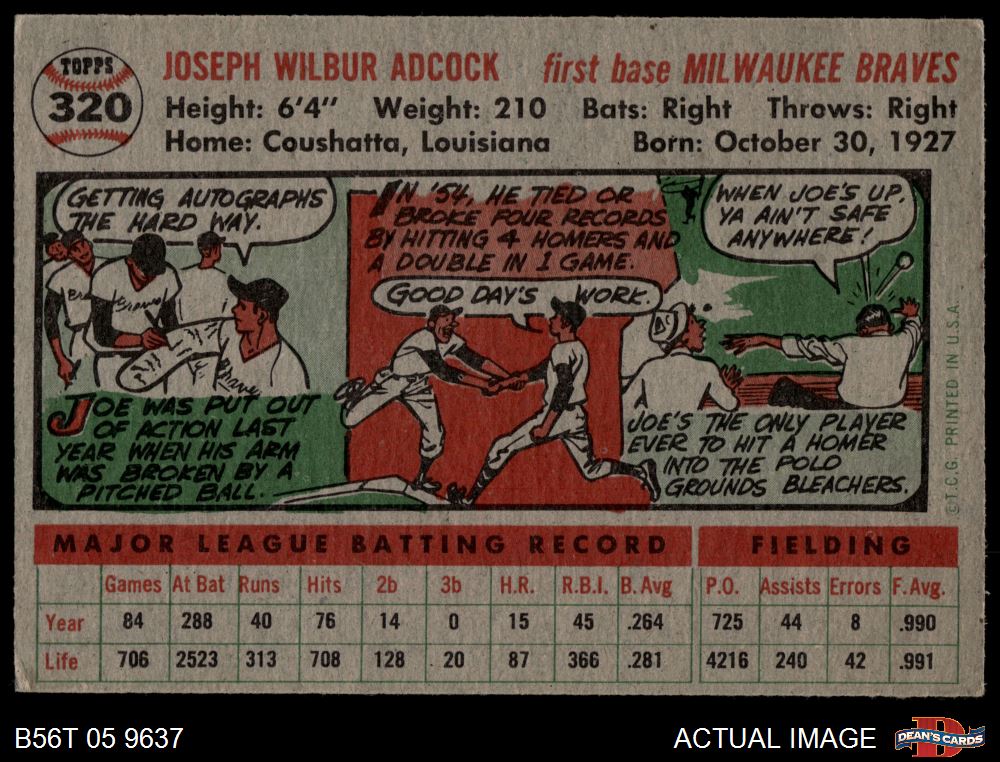 TOPPS
320
JOSEPH WILBUR ADCOCK first base MILWAUKEE BRAVES
Height: 6'4" Weight: 210 Bats: Right Throws: Right
Home: Coushatta, Louisiana Born: October 30, 1927
GETTING AUTOGRAPHS
THE HARD WAY.
Braves
JOE WAS PUT OUT
OF ACTION LAST
YEAR WHEN HIS ARM
WAS BROKEN BY A
PITCHED BALL.
IN '54, HE TIED OR
BROKE FOUR RECORDS
BY HITTING 4 HOMERS AND
A DOUBLE IN 1 GAME.
GOOD DAY'S WORK.
WHEN JOE'S UP,
YA AIN'T SAFE
ANYWHERE!
JOE'S THE ONLY PLAYER
EVER TO HIT A HOMER
INTO THE POLO
GROUNDS BLEACHERS.
©T.C.G. PRINTED IN U.S.A.
MAJOR LEAGUE BATTING RECORD FIELDING
Games At Bat Runs Hits 2b 3b H.R. R.B.I. B. Avg P.O. Assists Errors F. Avg.
Year 84 288 40 76 14 0 15 45 .264 725 44 8 .990
Life 706 2523 313 708 128 20 87 366 .281 4216 240 42 .991
B56T 05 9637 ACTUAL IMAGE DEAN'S CARDS